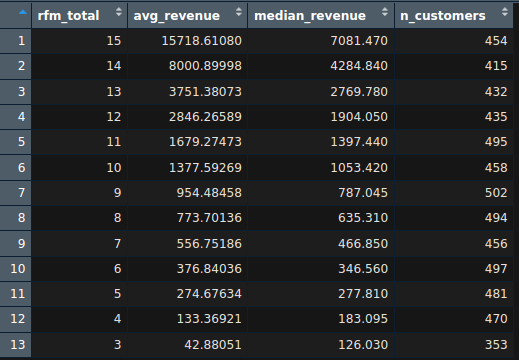 rfm_total avg_revenue median_revenue n_customers
1 15 15718.61080 7081.470 454
2 14 8000.89998 4284.840 415
3 13 3751.38073 2769.780 432
4 12 2846.26589 1904.050 435
5 11 1679.27473 1397.440 495
6 10 1377.59269 1053.420 458
7 9 954.48458 787.045 502
8 8 773.70136 635.310 494
9 7 556.75186 466.850 456
10 6 376.84036 346.560 497
11 5 274.67634 277.810 481
12 4 133.36921 183.095 470
13 3 42.88051 126.030 353